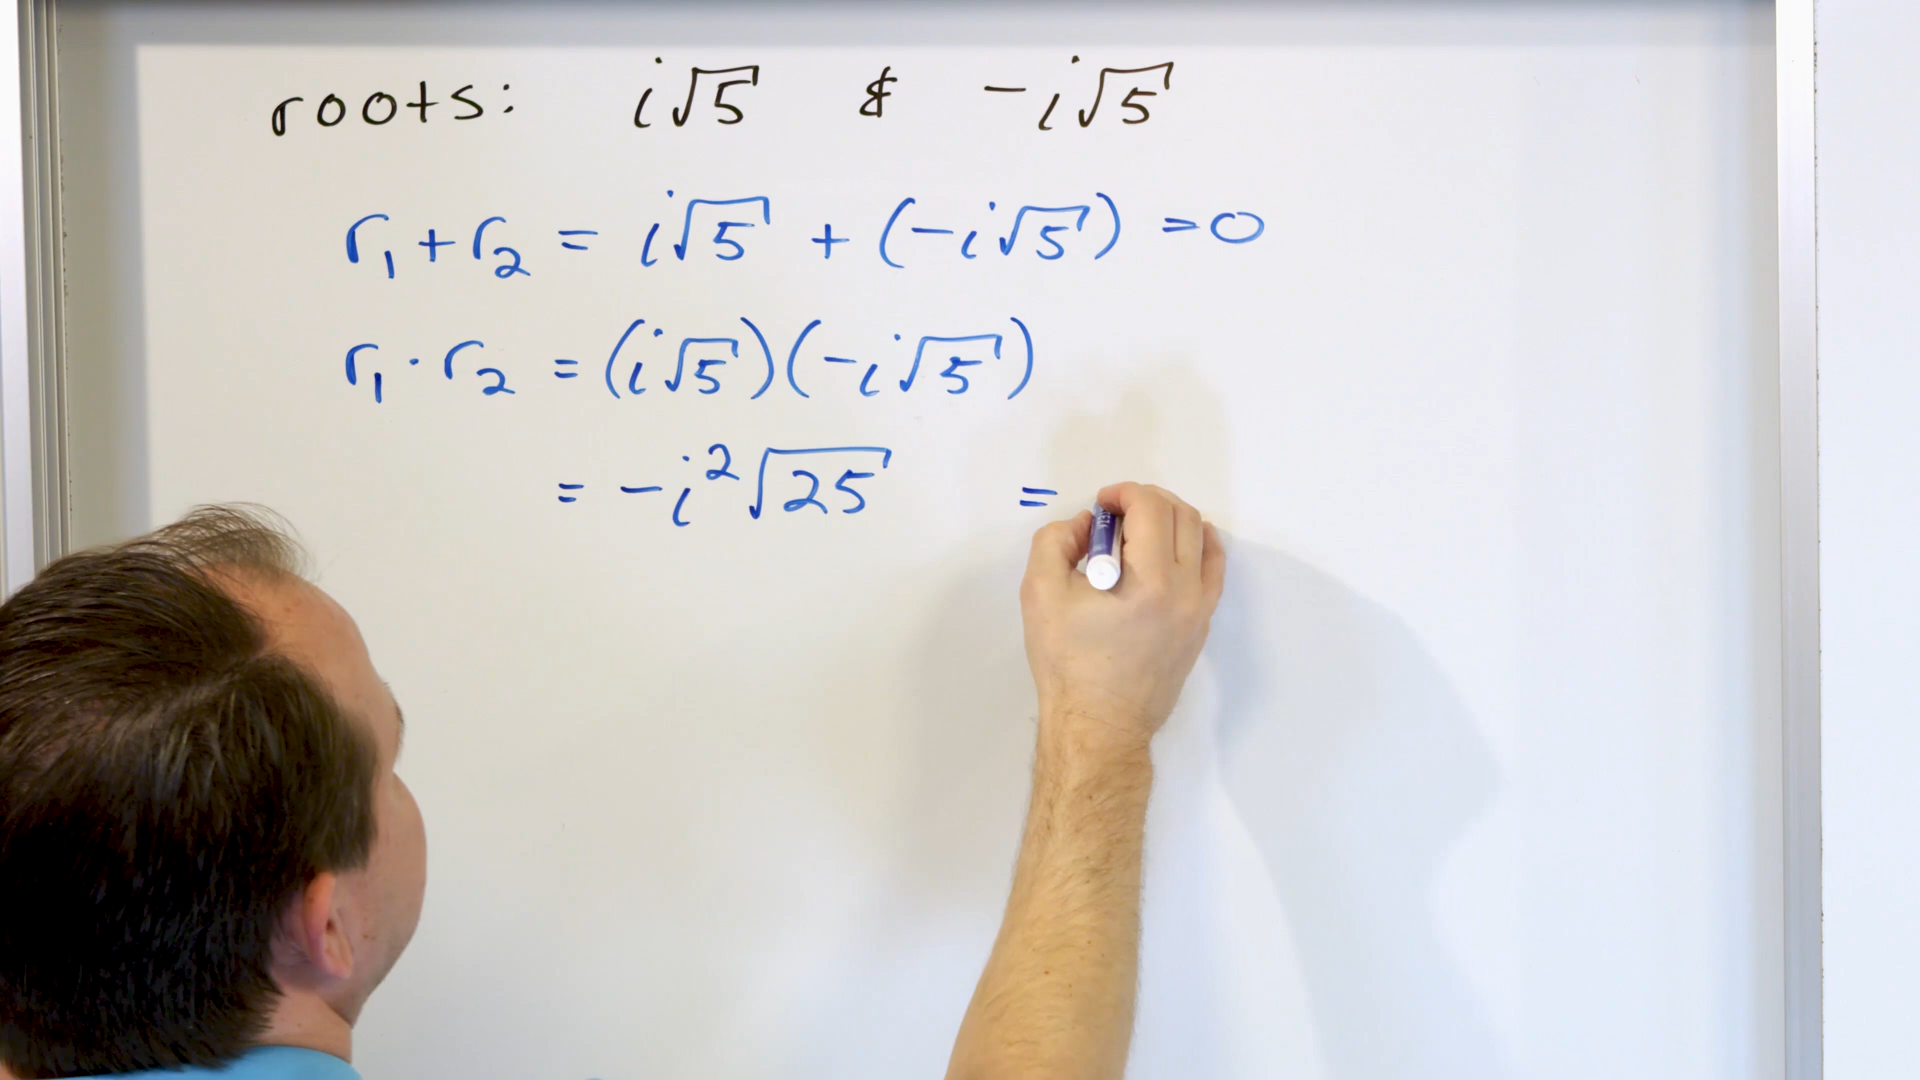 roots: i√5 & -i√5
r₁+r₂ = i√5 + (-i√5) =0
r₁·r₂ = (i√5)(-i√5)
= -i²√25 =